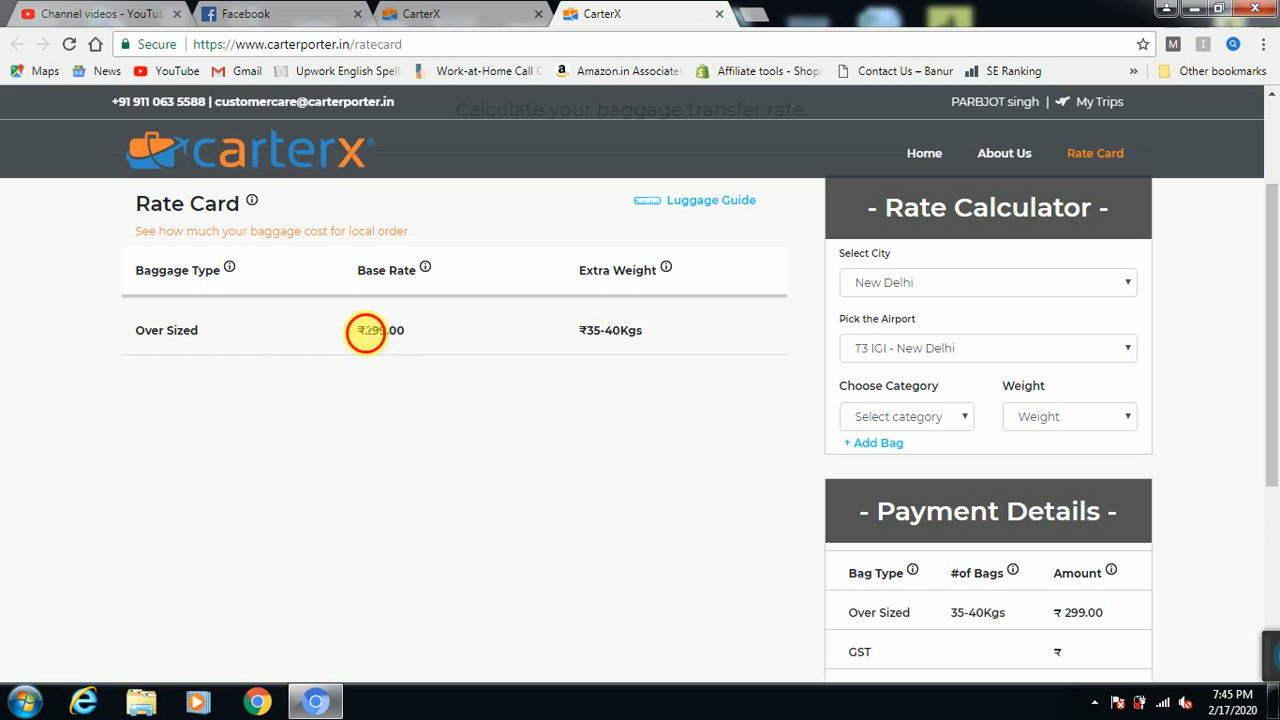 Channel videos - YouTu
Facebook
CarterX
CarterX
Secure
https://www.carterporter.in/ratecard
M
Maps
News
YouTube
Gmail
Upwork English Spell
Work-at-Home Call C
Amazon.in Associates
Affiliate tools - Shop
Contact Us – Banur
SE Ranking
»
Other bookmarks
+91 911 063 5588 | customercare@carterporter.in
Calculate your baggage transfer rate.
PARBJOT singh |
My Trips
carterx®
Home
About Us
Rate Card
Rate Card
Luggage Guide
See how much your baggage cost for local order.
Baggage Type
Base Rate
Extra Weight
Over Sized
₹299.00
₹35-40Kgs
- Rate Calculator -
Select City
New Delhi
Pick the Airport
T3 IGI - New Delhi
Choose Category
Weight
Select category
Weight
+ Add Bag
- Payment Details -
Bag Type
#of Bags
Amount
Over Sized
35-40Kgs
₹ 299.00
GST
₹
7:45 PM
2/17/2020